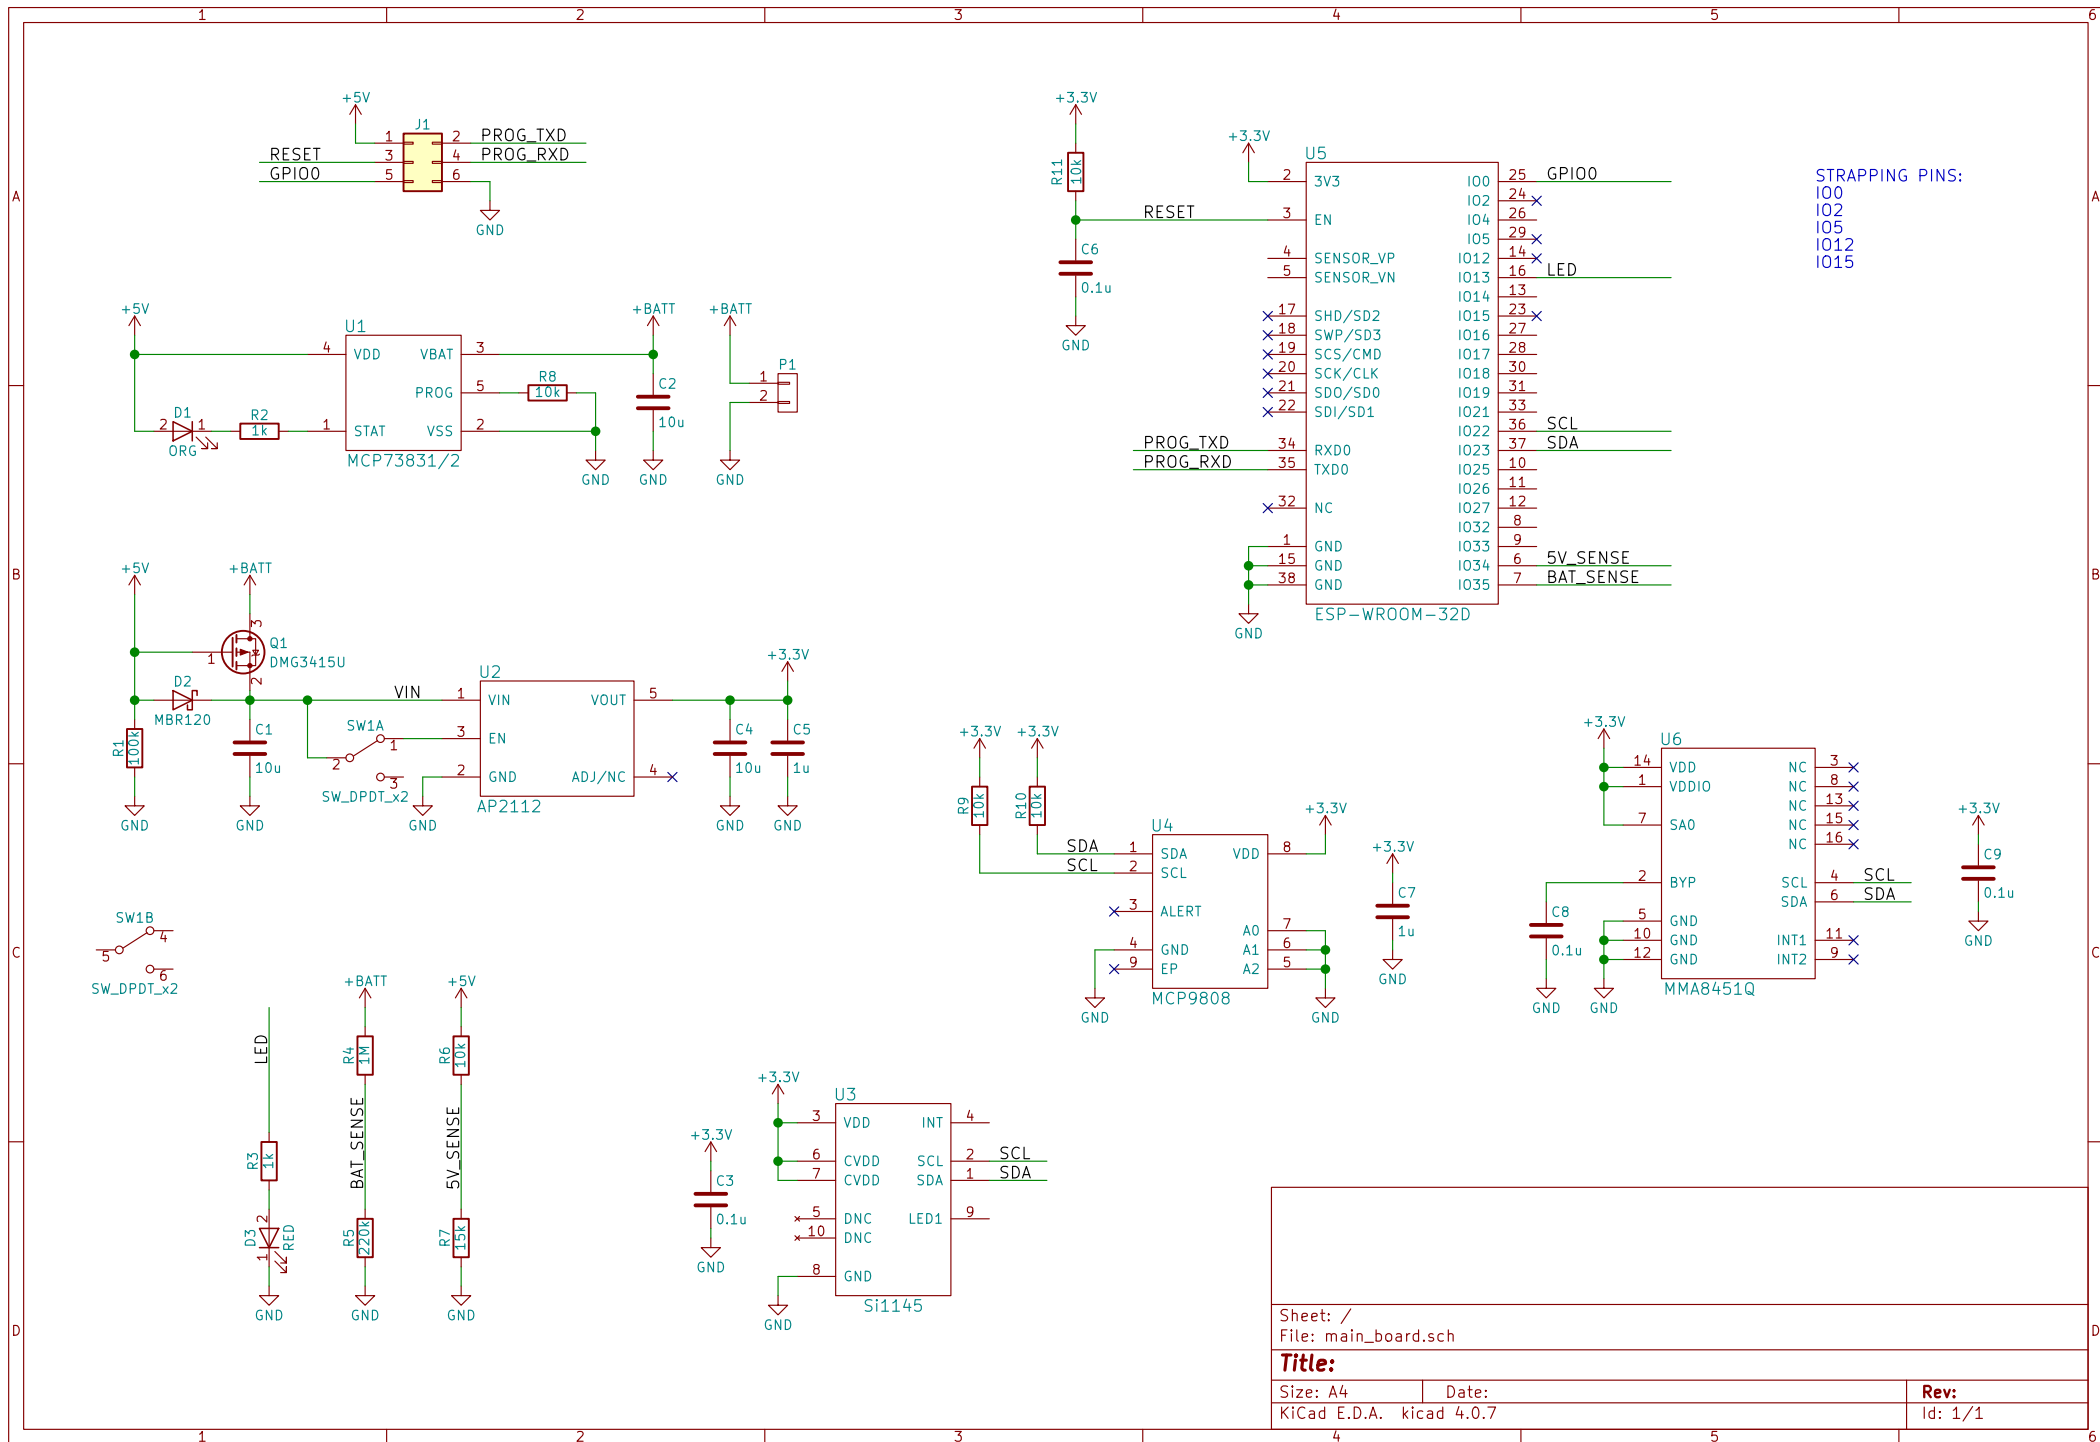 1 2 3 4 5 6
A
B
C
D
A
B
C
D
1 2 3 4 5 6
+5V
J1
1 2 PROG_TXD
RESET 3 4 PROG_RXD
GPIO0 5 6
GND
+5V
U1
4 VDD VBAT 3
PROG 5
1 STAT VSS 2
MCP73831/2
2 D1 1
ORG
R2
1k
R8
10k
GND
+BATT
C2
10u
GND
+BATT
P1
1
2
GND
+5V
+BATT
3
Q1
1
DMG3415U
2
D2
MBR120
R1
100k
GND
C1
10u
GND
VIN
SW1A
1
2
3
SW_DPDT_x2
U2
1 VIN VOUT 5
3 EN
2 GND ADJ/NC 4
AP2112
GND
+3.3V
C4
10u
GND
C5
1u
GND
SW1B
4
5
6
SW_DPDT_x2
LED
R3
1k
2
D3
RED
1
GND
+BATT
R4
1M
BAT_SENSE
R5
220k
GND
+5V
R6
10k
5V_SENSE
R7
15k
GND
+3.3V
R11
10k
RESET
C6
0.1u
GND
+3.3V
U5
2 3V3 IO0 25 GPIO0
IO2 24
3 EN IO4 26
IO5 29
4 SENSOR_VP IO12 14
5 SENSOR_VN IO13 16 LED
IO14 13
17 SHD/SD2 IO15 23
18 SWP/SD3 IO16 27
19 SCS/CMD IO17 28
20 SCK/CLK IO18 30
21 SDO/SD0 IO19 31
22 SDI/SD1 IO21 33
IO22 36 SCL
PROG_TXD 34 RXD0 IO23 37 SDA
PROG_RXD 35 TXD0 IO25 10
IO26 11
32 NC IO27 12
IO32 8
1 GND IO33 9
15 GND IO34 6 5V_SENSE
38 GND IO35 7 BAT_SENSE
ESP-WROOM-32D
GND
STRAPPING PINS:
IO0
IO2
IO5
IO12
IO15
+3.3V
R9
10k
+3.3V
R10
10k
U4
SDA 1 SDA VDD 8
SCL 2 SCL
3 ALERT
A0 7
4 GND A1 6
9 EP A2 5
MCP9808
GND
+3.3V
GND
+3.3V
C7
1u
GND
+3.3V
U6
14 VDD NC 3
1 VDDIO NC 8
NC 13
7 SA0 NC 15
NC 16
2 BYP SCL 4 SCL
SDA 6 SDA
5 GND
10 GND INT1 11
12 GND INT2 9
MMA8451Q
C8
0.1u
GND
GND
+3.3V
C9
0.1u
GND
+3.3V
C3
0.1u
GND
+3.3V
U3
3 VDD INT 4
6 CVDD SCL 2 SCL
7 CVDD SDA 1 SDA
5 DNC LED1 9
10 DNC
8 GND
Si1145
GND
Sheet: /
File: main_board.sch
Title:
Size: A4 Date: Rev:
KiCad E.D.A. kicad 4.0.7 Id: 1/1